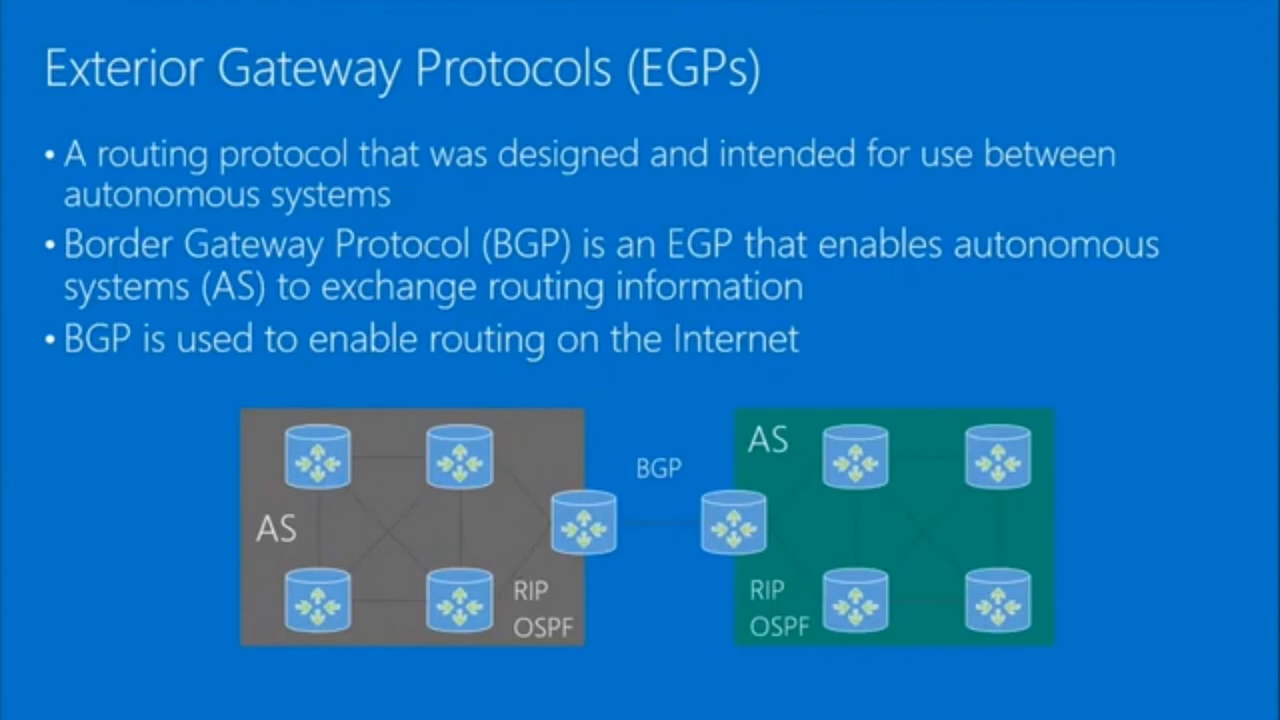 Exterior Gateway Protocols (EGPs)
• A routing protocol that was designed and intended for use between
autonomous systems
• Border Gateway Protocol (BGP) is an EGP that enables autonomous
systems (AS) to exchange routing information
• BGP is used to enable routing on the Internet
AS
RIP
OSPF
BGP
AS
RIP
OSPF